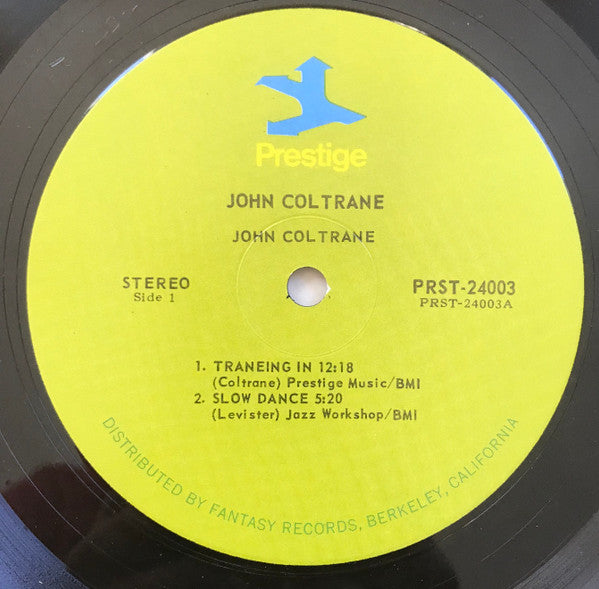 Prestige
JOHN COLTRANE
JOHN COLTRANE
STEREO
Side 1
PRST-24003
PRST-24003A
1. TRANEING IN 12:18
(Coltrane) Prestige Music/BMI
2. SLOW DANCE 5:20
(Levister) Jazz Workshop/BMI
DISTRIBUTED BY FANTASY RECORDS, BERKELEY, CALIFORNIA